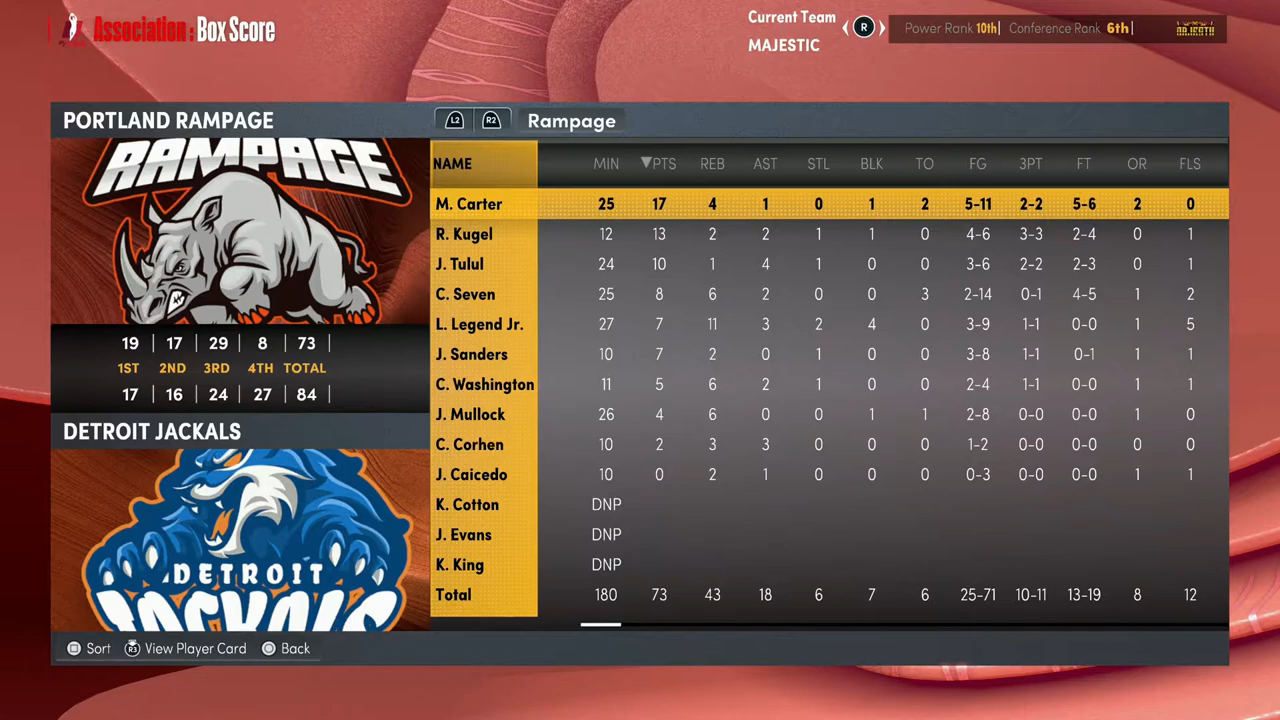 Association: Box Score
Current Team
MAJESTIC
R
Power Rank 10th| Conference Rank 6th|
MAJESTIC
PORTLAND RAMPAGE
RAMPAGE
19 | 17 | 29 | 8 | 73 |
1ST 2ND 3RD 4TH TOTAL
17 | 16 | 24 | 27 | 84 |
DETROIT JACKALS
DETROIT
JACKALS
L2 R2 Rampage
NAME MIN ▼PTS REB AST STL BLK TO FG 3PT FT OR FLS
M. Carter 25 17 4 1 0 1 2 5-11 2-2 5-6 2 0
R. Kugel 12 13 2 2 1 1 0 4-6 3-3 2-4 0 1
J. Tulul 24 10 1 4 1 0 0 3-6 2-2 2-3 0 1
C. Seven 25 8 6 2 0 0 3 2-14 0-1 4-5 1 2
L. Legend Jr. 27 7 11 3 2 4 0 3-9 1-1 0-0 1 5
J. Sanders 10 7 2 0 1 0 0 3-8 1-1 0-1 1 1
C. Washington 11 5 6 2 1 0 0 2-4 1-1 0-0 1 1
J. Mullock 26 4 6 0 0 1 1 2-8 0-0 0-0 1 0
C. Corhen 10 2 3 3 0 0 0 1-2 0-0 0-0 0 0
J. Caicedo 10 0 2 1 0 0 0 0-3 0-0 0-0 1 1
K. Cotton DNP
J. Evans DNP
K. King DNP
Total 180 73 43 18 6 7 6 25-71 10-11 13-19 8 12
Sort R3 View Player Card Back